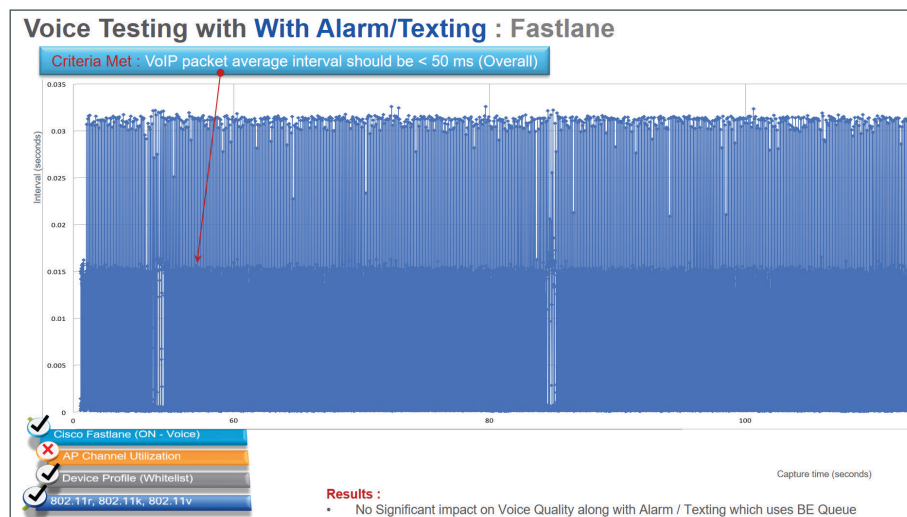 Voice Testing with With Alarm/Texting : Fastlane
Criteria Met : VoIP packet average interval should be < 50 ms (Overall)
0.035
0.03
0.025
0.02
0.015
0.01
0.005
0
Interval (seconds)
0
60
80
100
Capture time (seconds)
Cisco Fastlane (ON - Voice)
AP Channel Utilization
Device Profile (Whitelist)
802.11r, 802.11k, 802.11v
Results :
• No Significant impact on Voice Quality along with Alarm / Texting which uses BE Queue